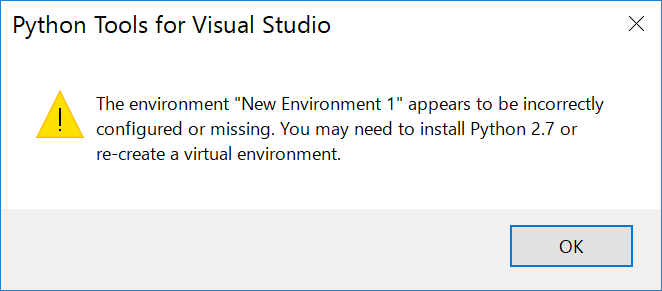 Python Tools for Visual Studio
The environment "New Environment 1" appears to be incorrectly
configured or missing. You may need to install Python 2.7 or
re-create a virtual environment.
OK